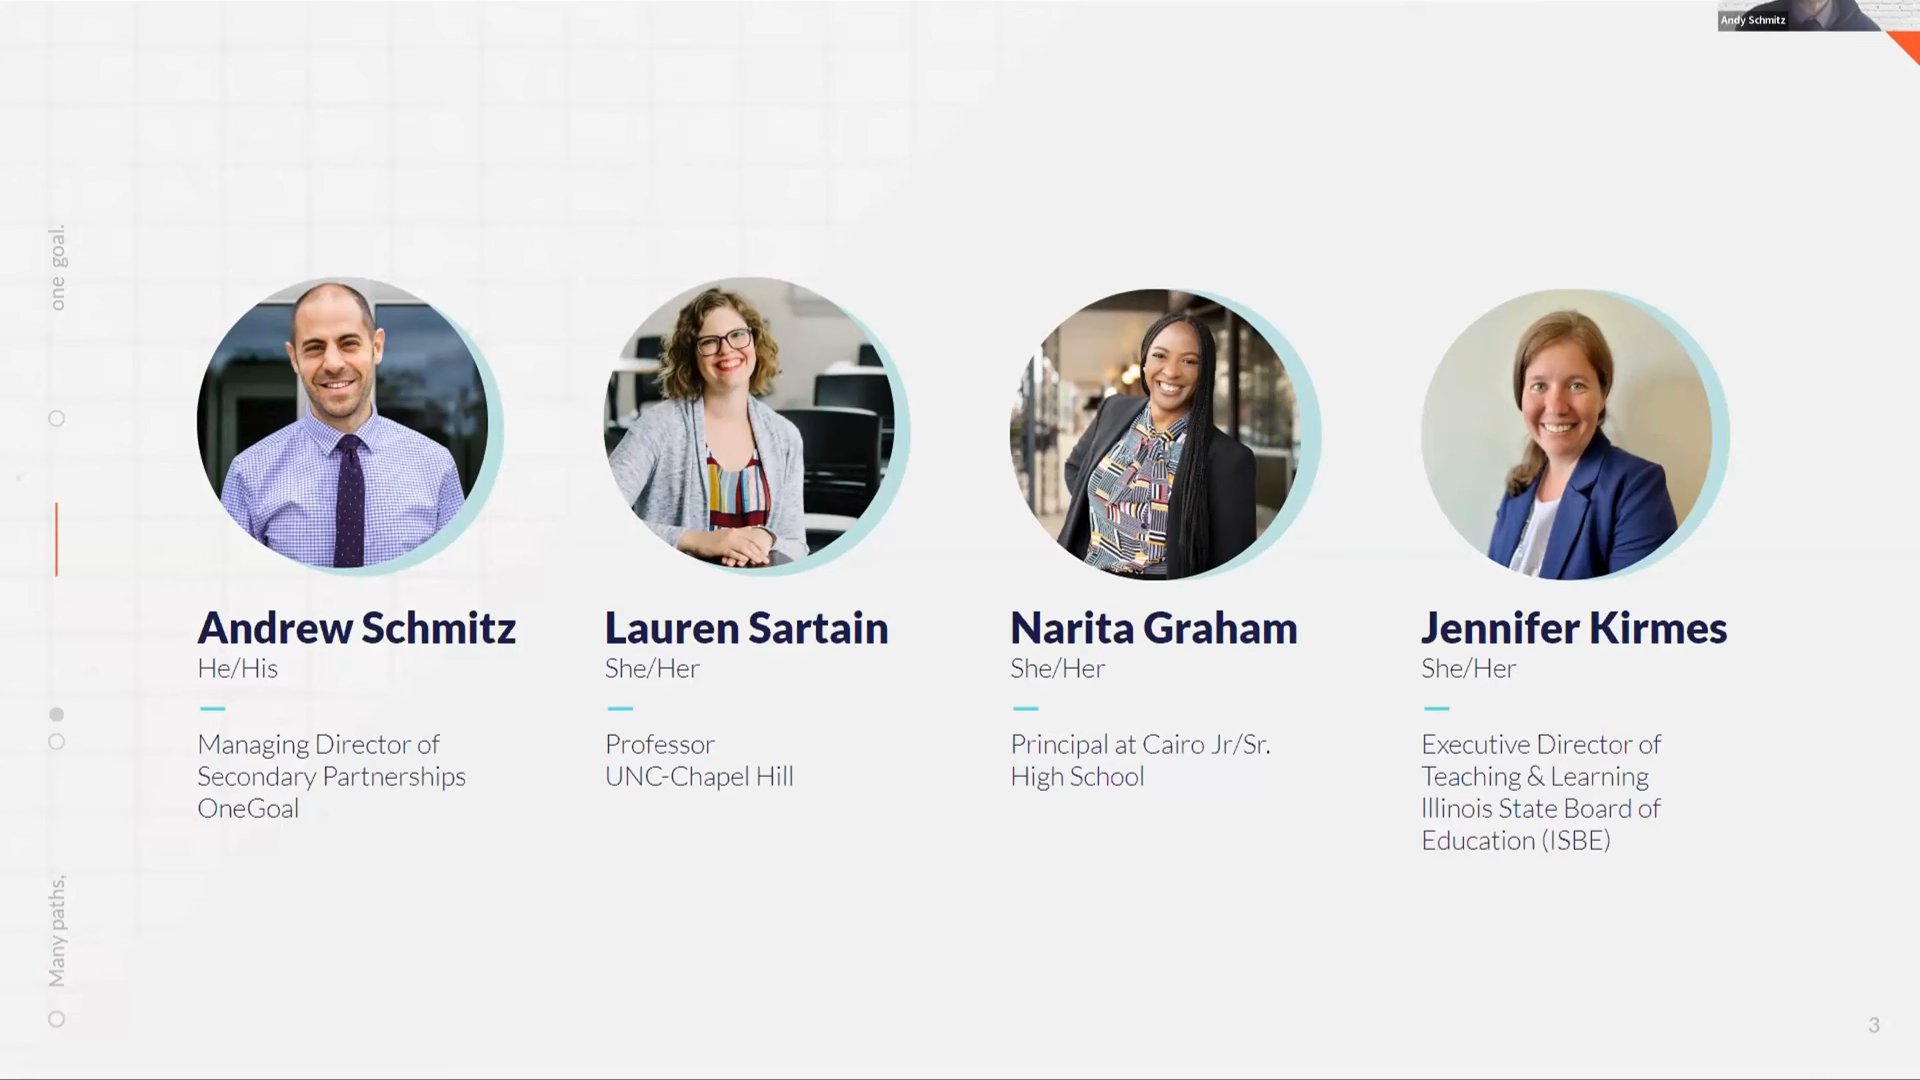 Andy Schmitz
one goal.
Many paths,
Andrew Schmitz
He/His
Managing Director of
Secondary Partnerships
OneGoal
Lauren Sartain
She/Her
Professor
UNC-Chapel Hill
Narita Graham
She/Her
Principal at Cairo Jr/Sr.
High School
Jennifer Kirmes
She/Her
Executive Director of
Teaching & Learning
Illinois State Board of
Education (ISBE)
3